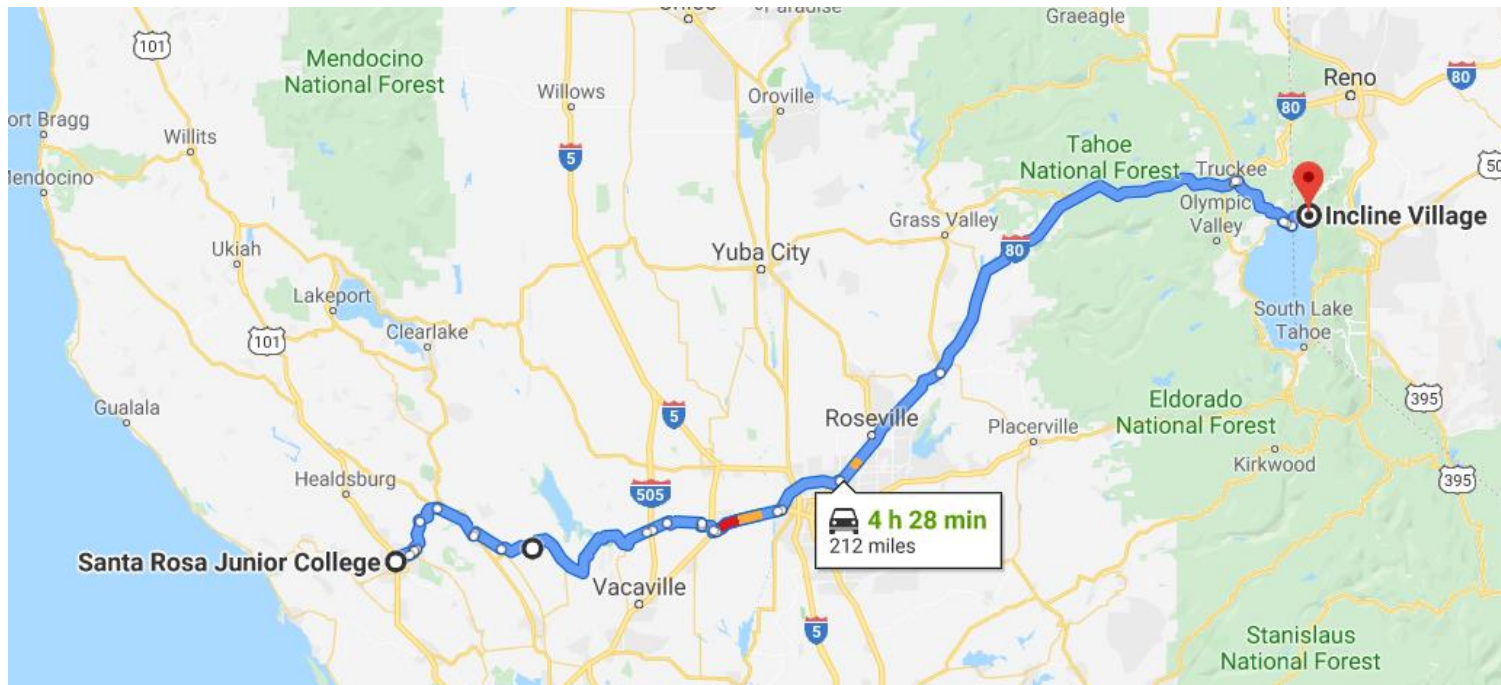 Paradise
Graeagle
101
Mendocino
National Forest
Willows
Oroville
Reno
80
80
ort Bragg
Willits
5
Tahoe
National Forest
Truckee
50
Mendocino
Olympic
Valley
Incline Village
Grass Valley
80
Ukiah
Yuba City
Lakeport
Clearlake
101
South Lake
Tahoe
Gualala
5
Roseville
Placerville
Eldorado
National Forest
395
Healdsburg
505
Kirkwood
395
4 h 28 min
212 miles
Santa Rosa Junior College
Vacaville
5
Stanislaus
National Forest